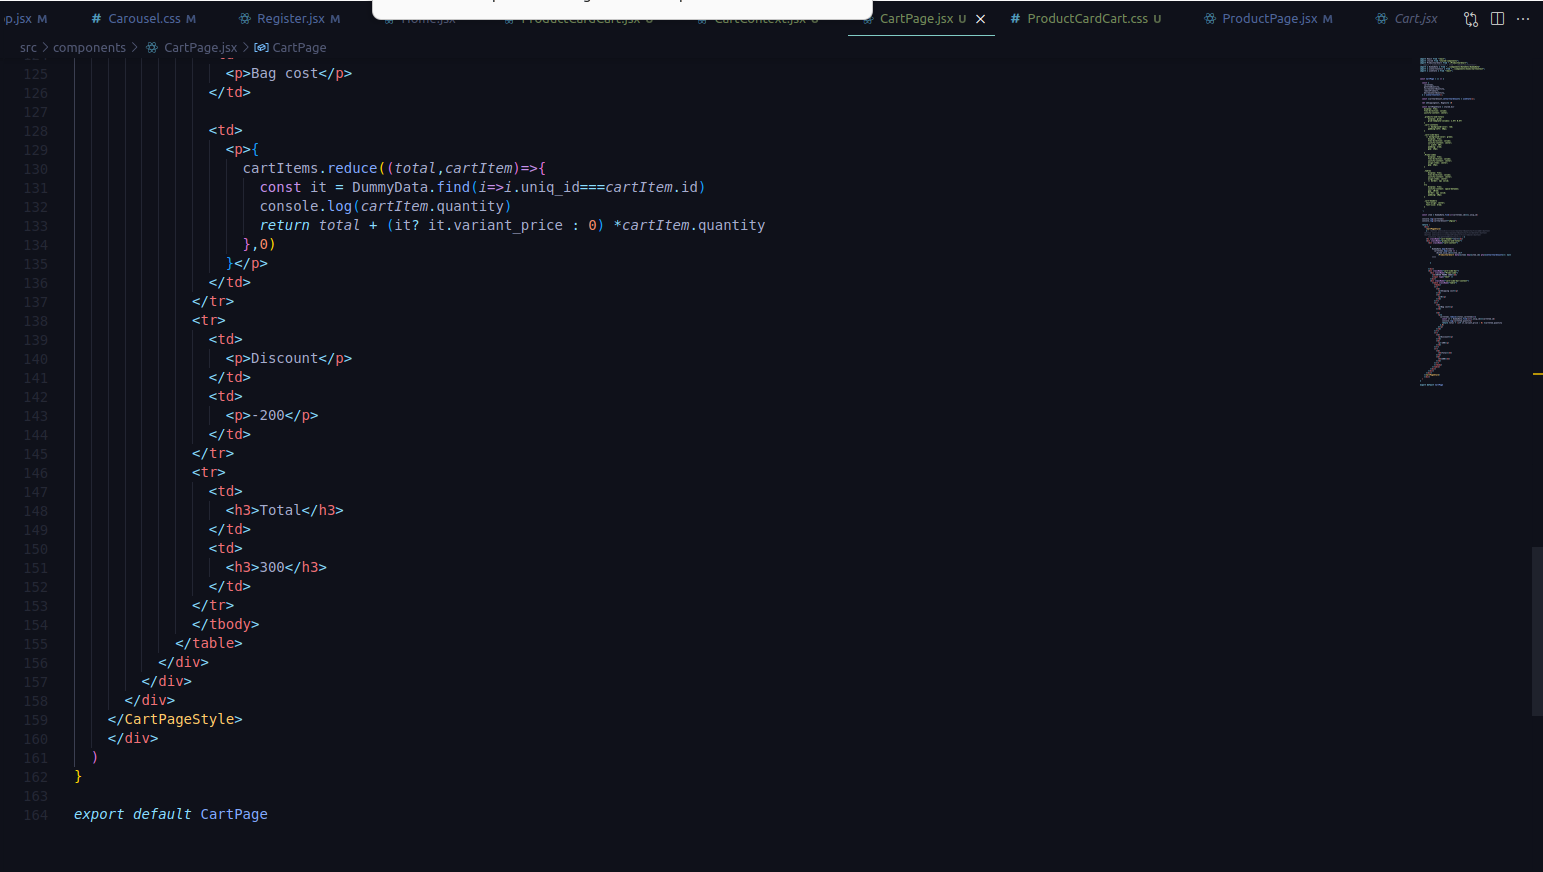 p.jsx M # Carousel.css M Register.jsx M Home.jsx ProductCardCart.jsx U CartContext.jsx U CartPage.jsx U × # ProductCardCart.css U ProductPage.jsx M Cart.jsx ···
src > components > CartPage.jsx > CartPage
125 <p>Bag cost</p>
126 </td>
127
128 <td>
129 <p>{
130 cartItems.reduce((total,cartItem)=>{
131 const it = DummyData.find(i=>i.uniq_id===cartItem.id)
132 console.log(cartItem.quantity)
133 return total + (it? it.variant_price : 0) *cartItem.quantity
134 },0)
135 }</p>
136 </td>
137 </tr>
138 <tr>
139 <td>
140 <p>Discount</p>
141 </td>
142 <td>
143 <p>-200</p>
144 </td>
145 </tr>
146 <tr>
147 <td>
148 <h3>Total</h3>
149 </td>
150 <td>
151 <h3>300</h3>
152 </td>
153 </tr>
154 </tbody>
155 </table>
156 </div>
157 </div>
158 </div>
159 </CartPageStyle>
160 </div>
161 )
162 }
163
164 export default CartPage